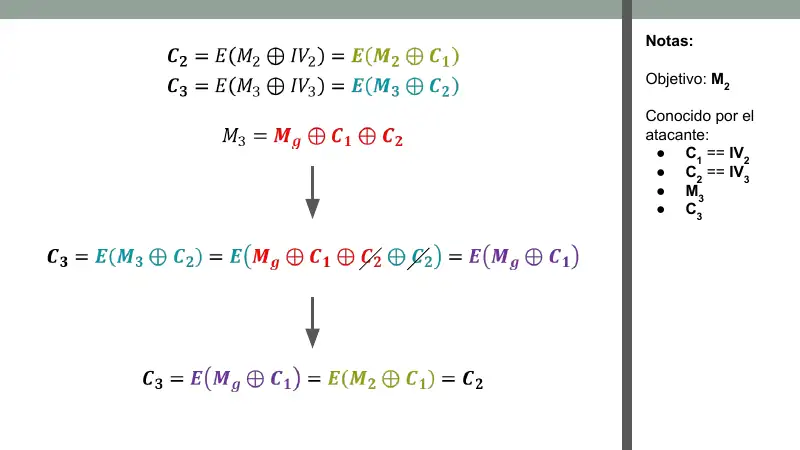 C₂ = E(M₂ ⊕ IV₂) = E(M₂ ⊕ C₁)
C₃ = E(M₃ ⊕ IV₃) = E(M₃ ⊕ C₂)
M₃ = M_g ⊕ C₁ ⊕ C₂
C₃ = E(M₃ ⊕ C₂) = E(M_g ⊕ C₁ ⊕ C₂ ⊕ C₂) = E(M_g ⊕ C₁)
C₃ = E(M_g ⊕ C₁) = E(M₂ ⊕ C₁) = C₂
Notas:
Objetivo: M₂
Conocido por el
atacante:
● C₁ == IV₂
● C₂ == IV₃
● M₃
● C₃